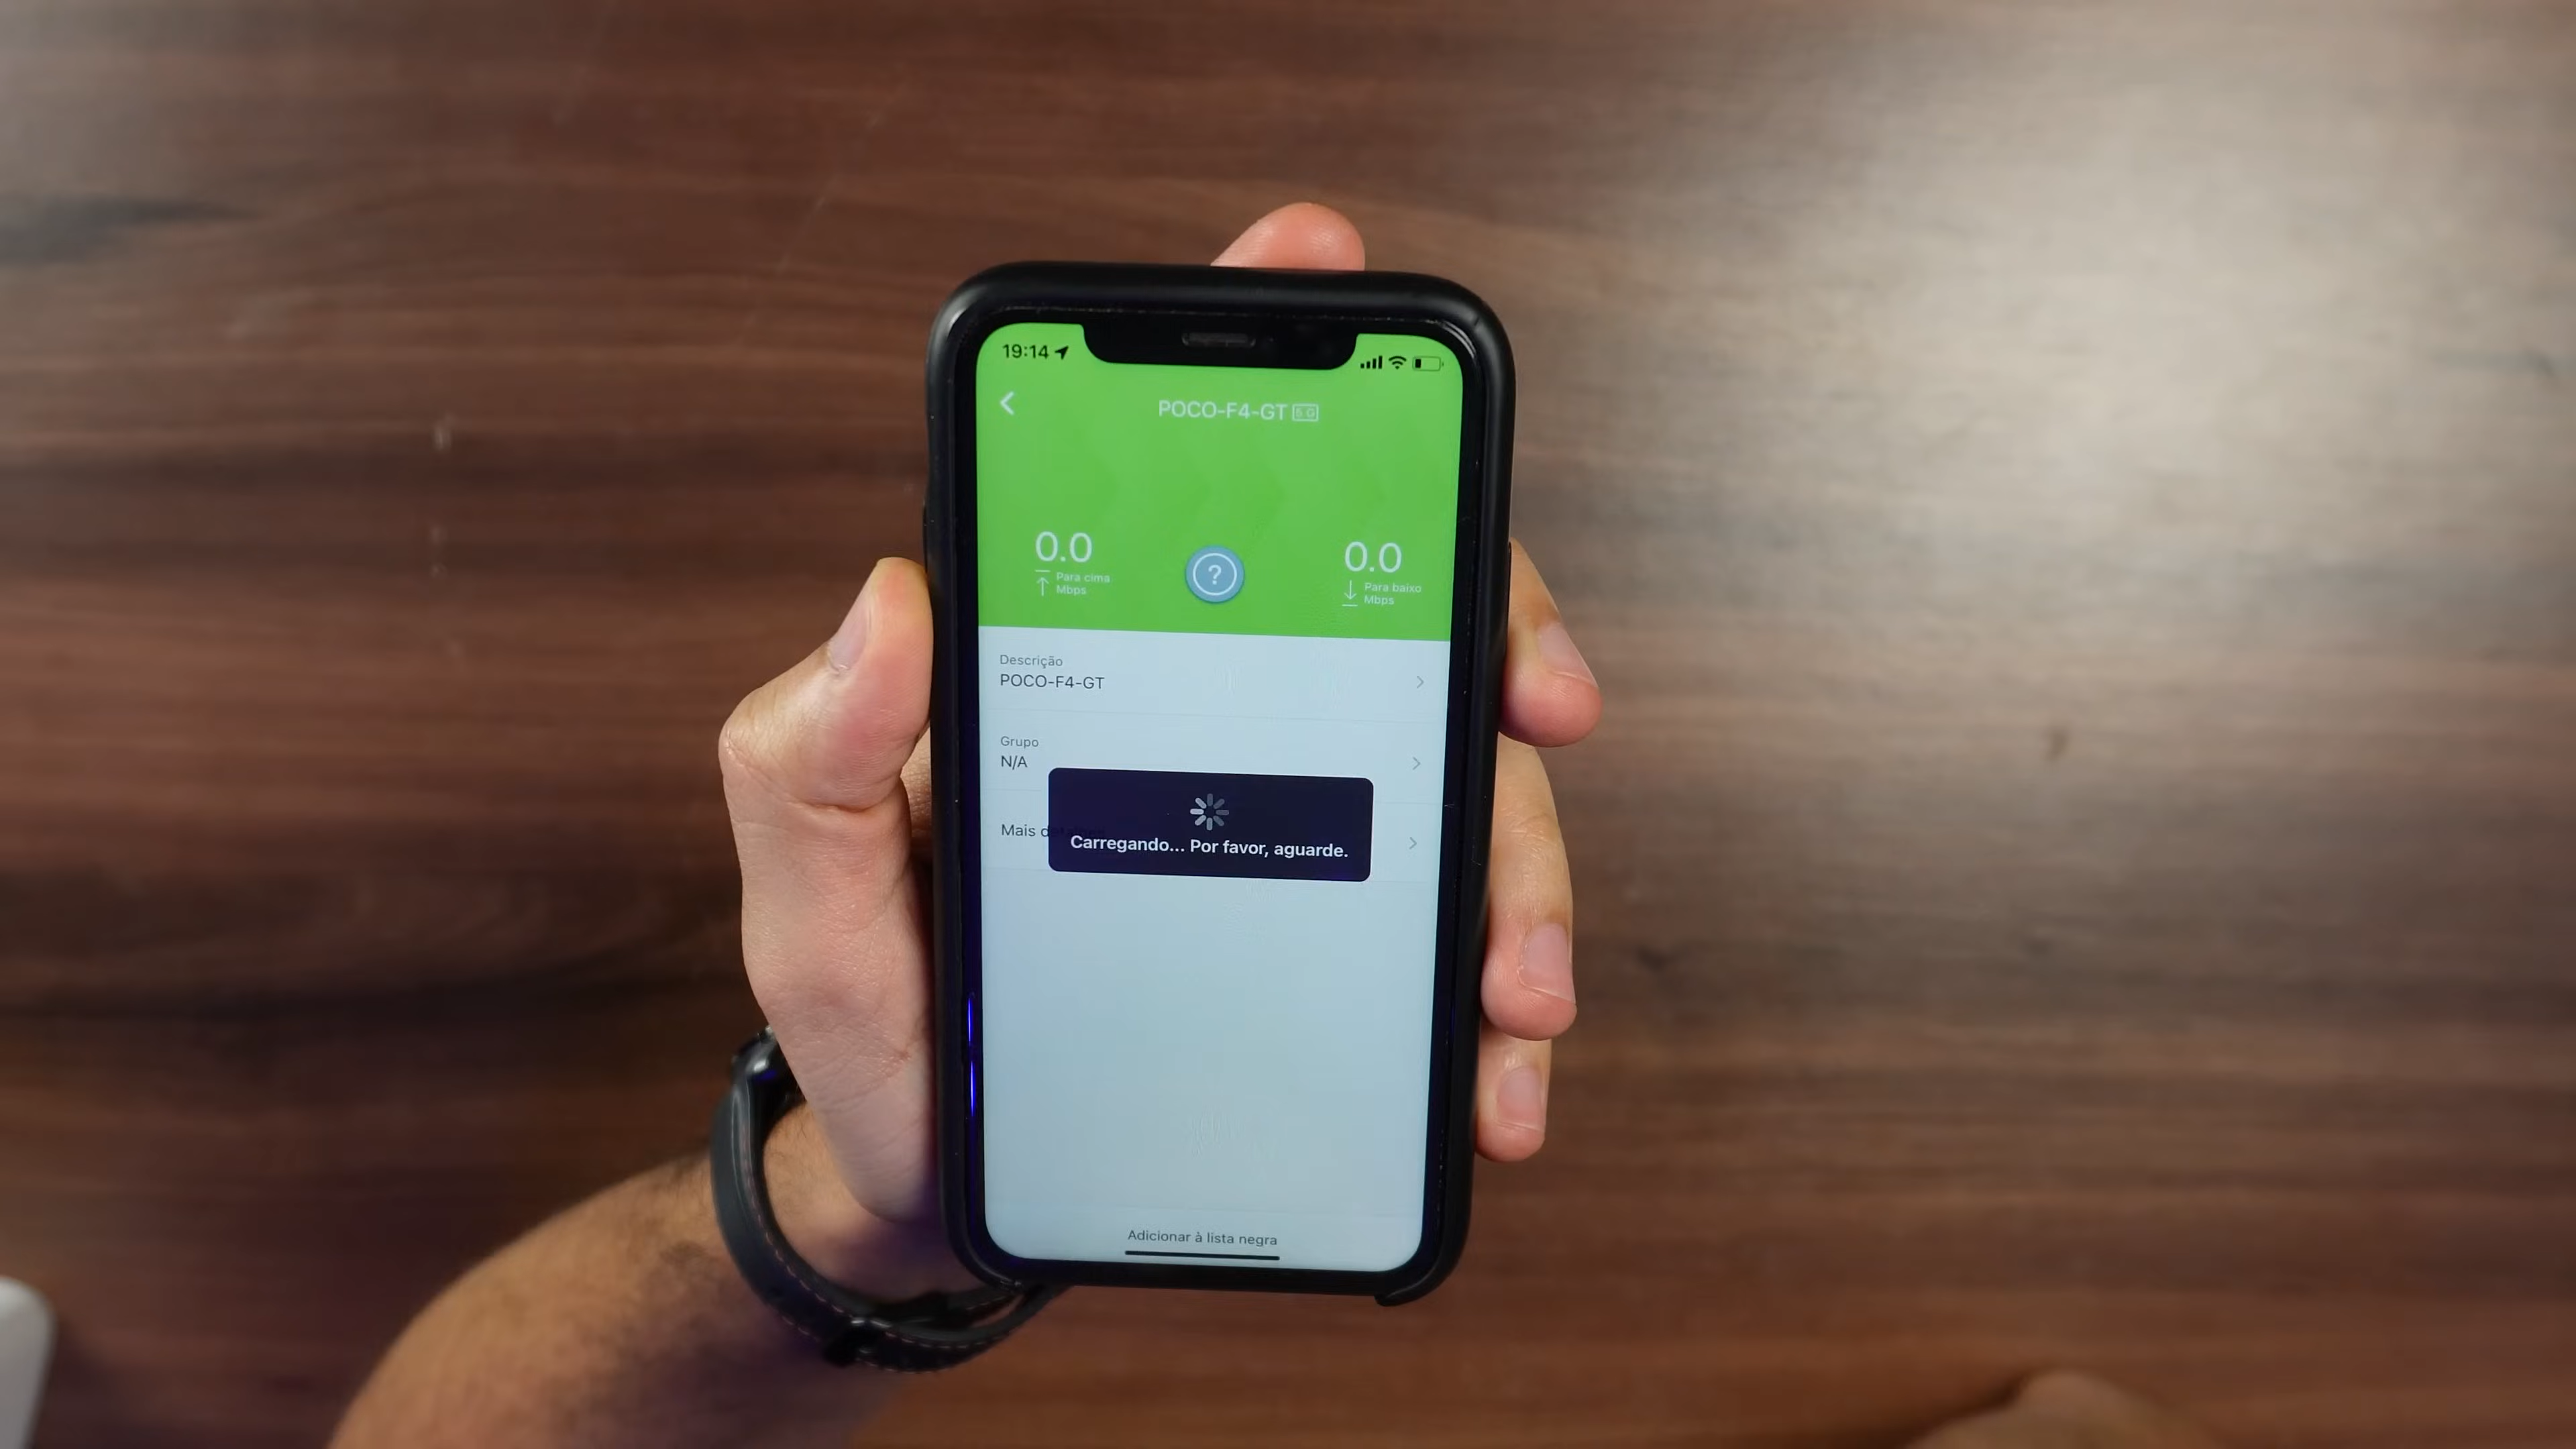 19:14
POCO-F4-GT 5 G
0.0
Para cima
Mbps
?
0.0
Para baixo
Mbps
Descrição
POCO-F4-GT
Grupo
N/A
Mais
Carregando... Por favor, aguarde.
Adicionar à lista negra